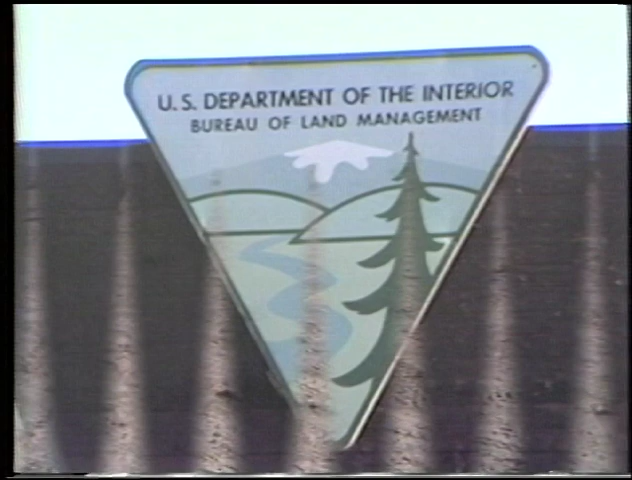 U.S. DEPARTMENT OF THE INTERIOR
BUREAU OF LAND MANAGEMENT